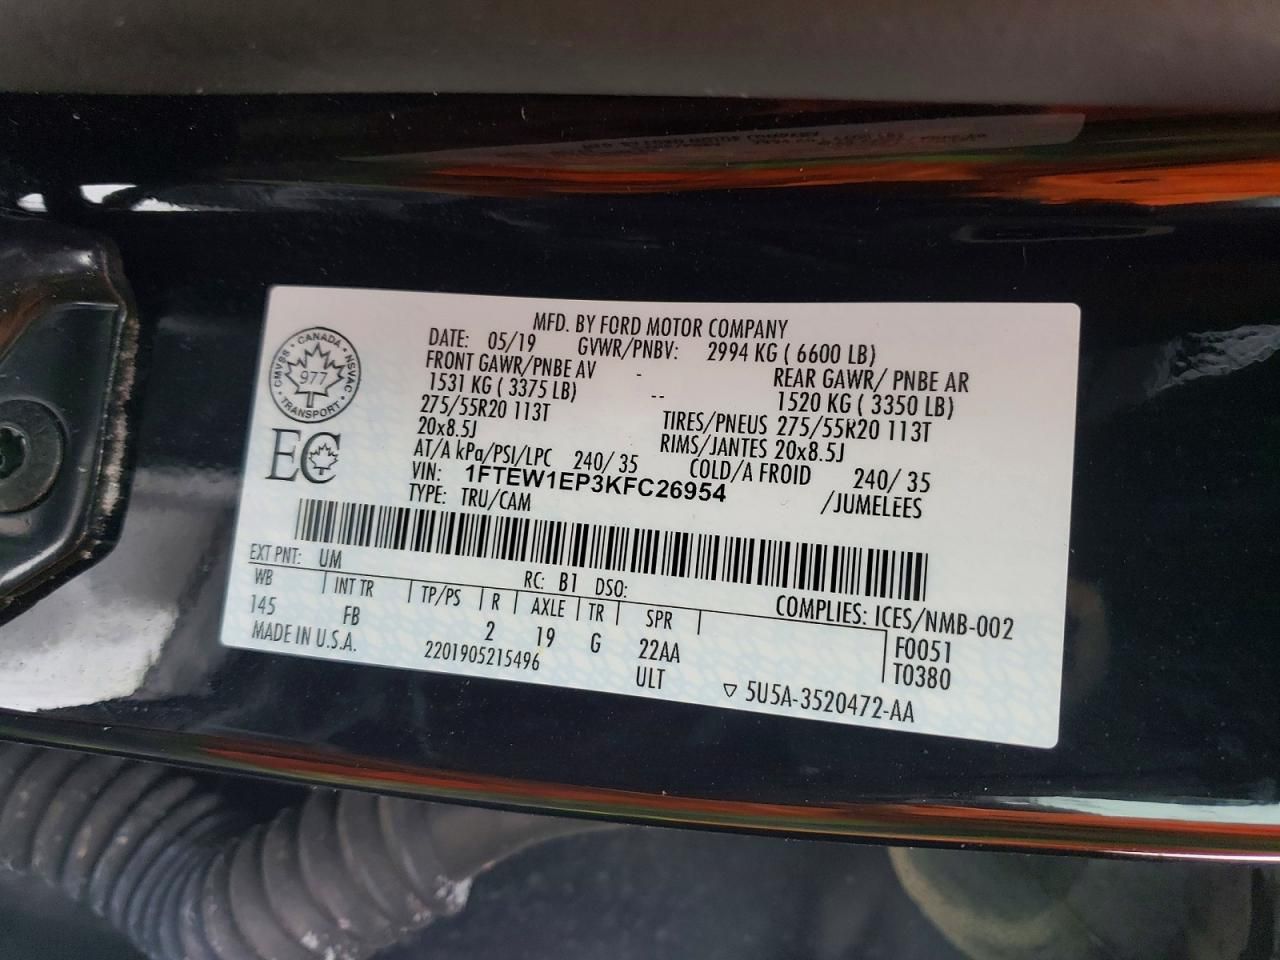 MFD. BY FORD MOTOR COMPANY
DATE: 05/19 GVWR/PNBV: 2994 KG ( 6600 LB)
FRONT GAWR/PNBE AV - REAR GAWR/ PNBE AR
1531 KG ( 3375 LB) -- 1520 KG ( 3350 LB)
275/55R20 113T TIRES/PNEUS 275/55R20 113T
20x8.5J RIMS/JANTES 20x8.5J
AT/A kPa/PSI/LPC 240/ 35 COLD/A FROID 240/ 35
VIN: 1FTEW1EP3KFC26954 /JUMELEES
TYPE: TRU/CAM
CMVSS • CANADA • NSVAC • TRANSPORT •
977
EC
EXT PNT: UM RC: B1 DSO:
COMPLIES: ICES/NMB-002
WB INT TR TP/PS R AXLE TR SPR F0051
145 FB 2 19 G 22AA T0380
MADE IN U.S.A. 2201905215496 ULT ▽ 5U5A-3520472-AA